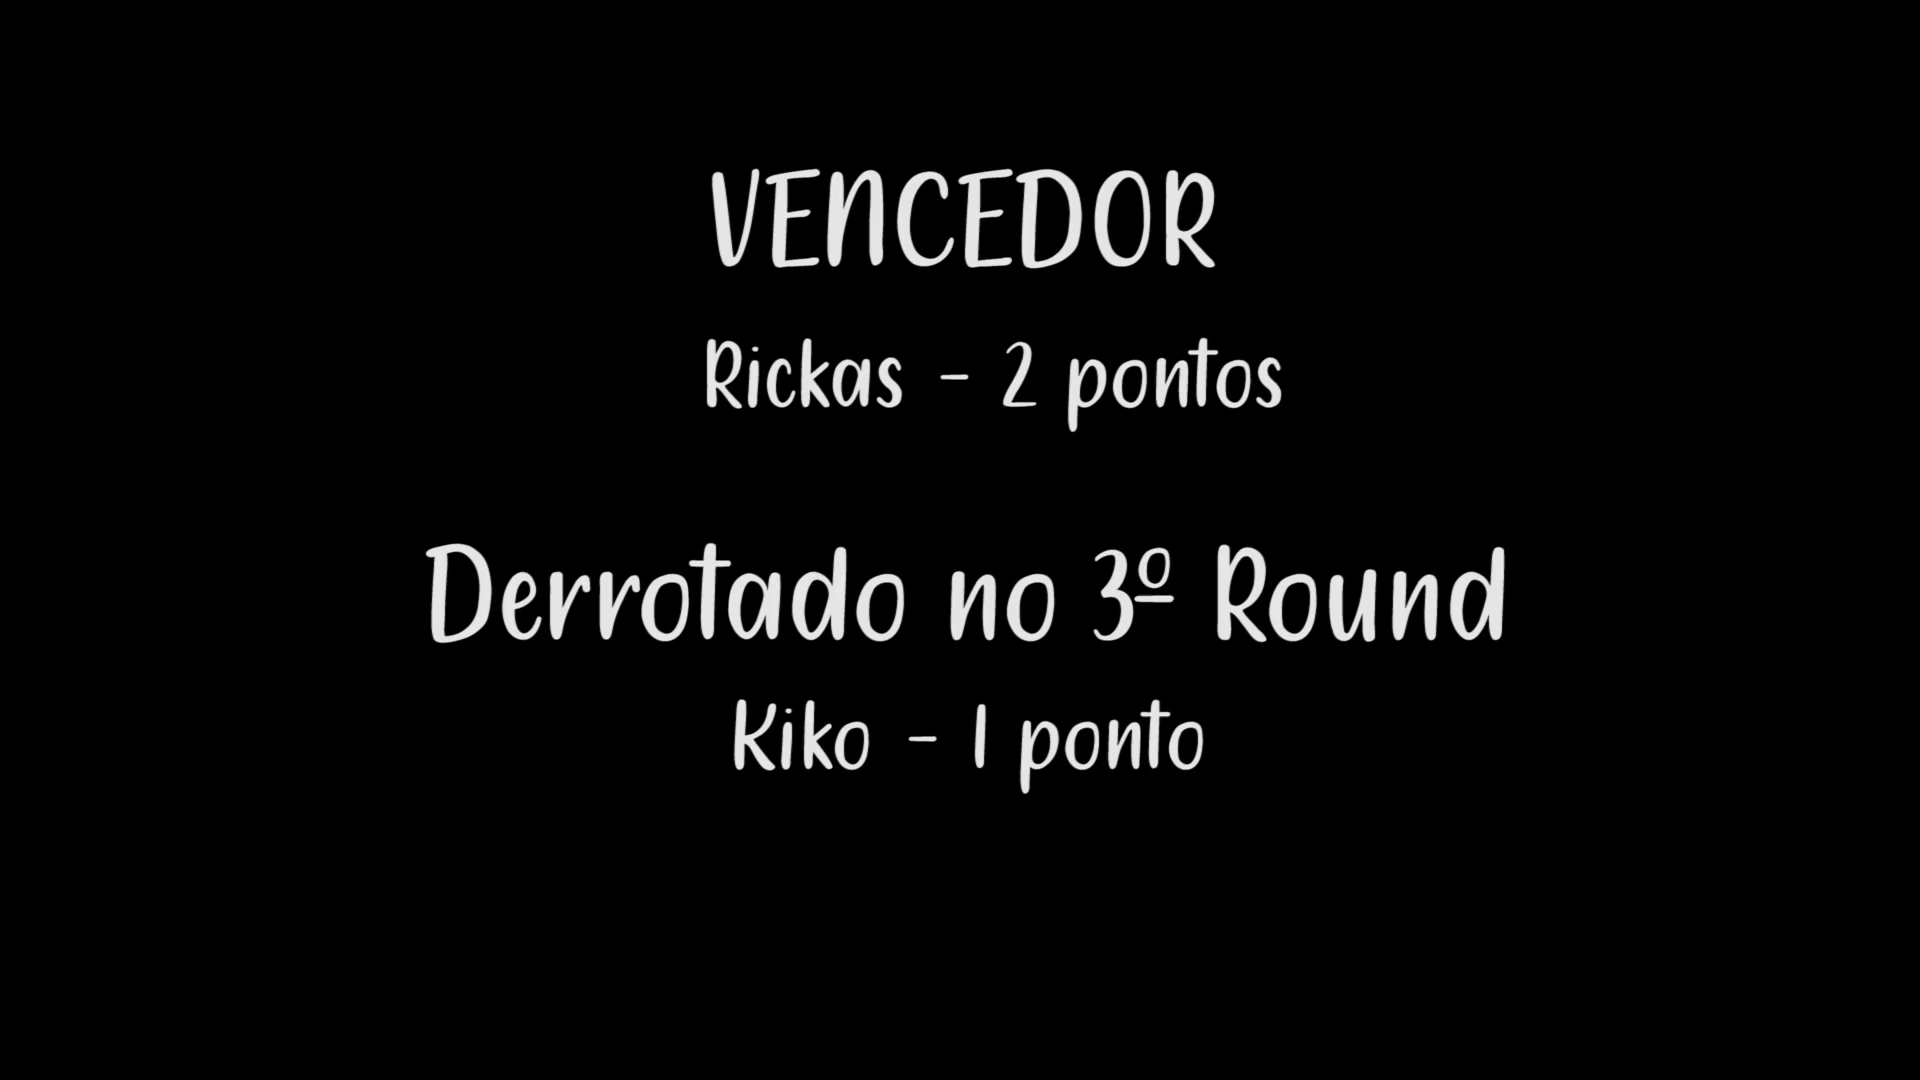 VENCEDOR
Rickas - 2 pontos
Derrotado no 3º Round
Kiko - 1 ponto